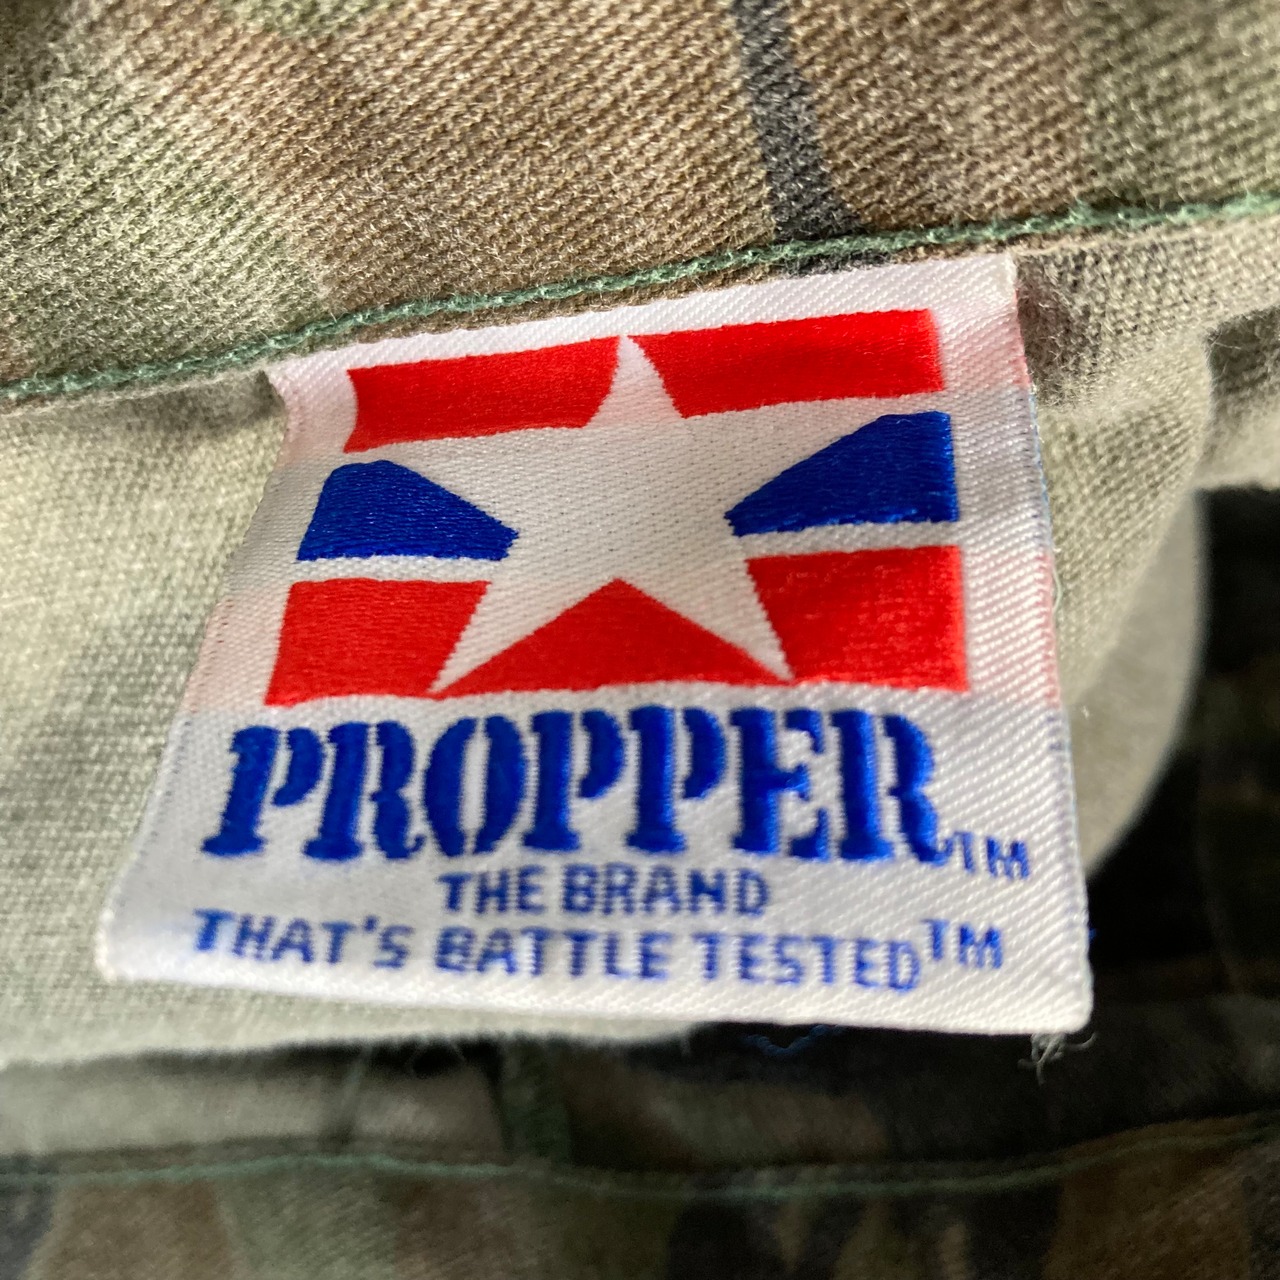 PROPPER™
THE BRAND
THAT'S BATTLE TESTED™